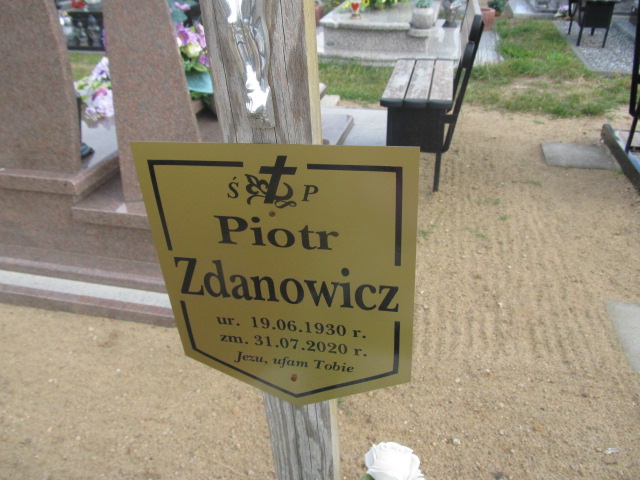 Ś P
Piotr
Zdanowicz
ur. 19.06.1930 r.
zm. 31.07.2020 r.
Jezu, ufam Tobie